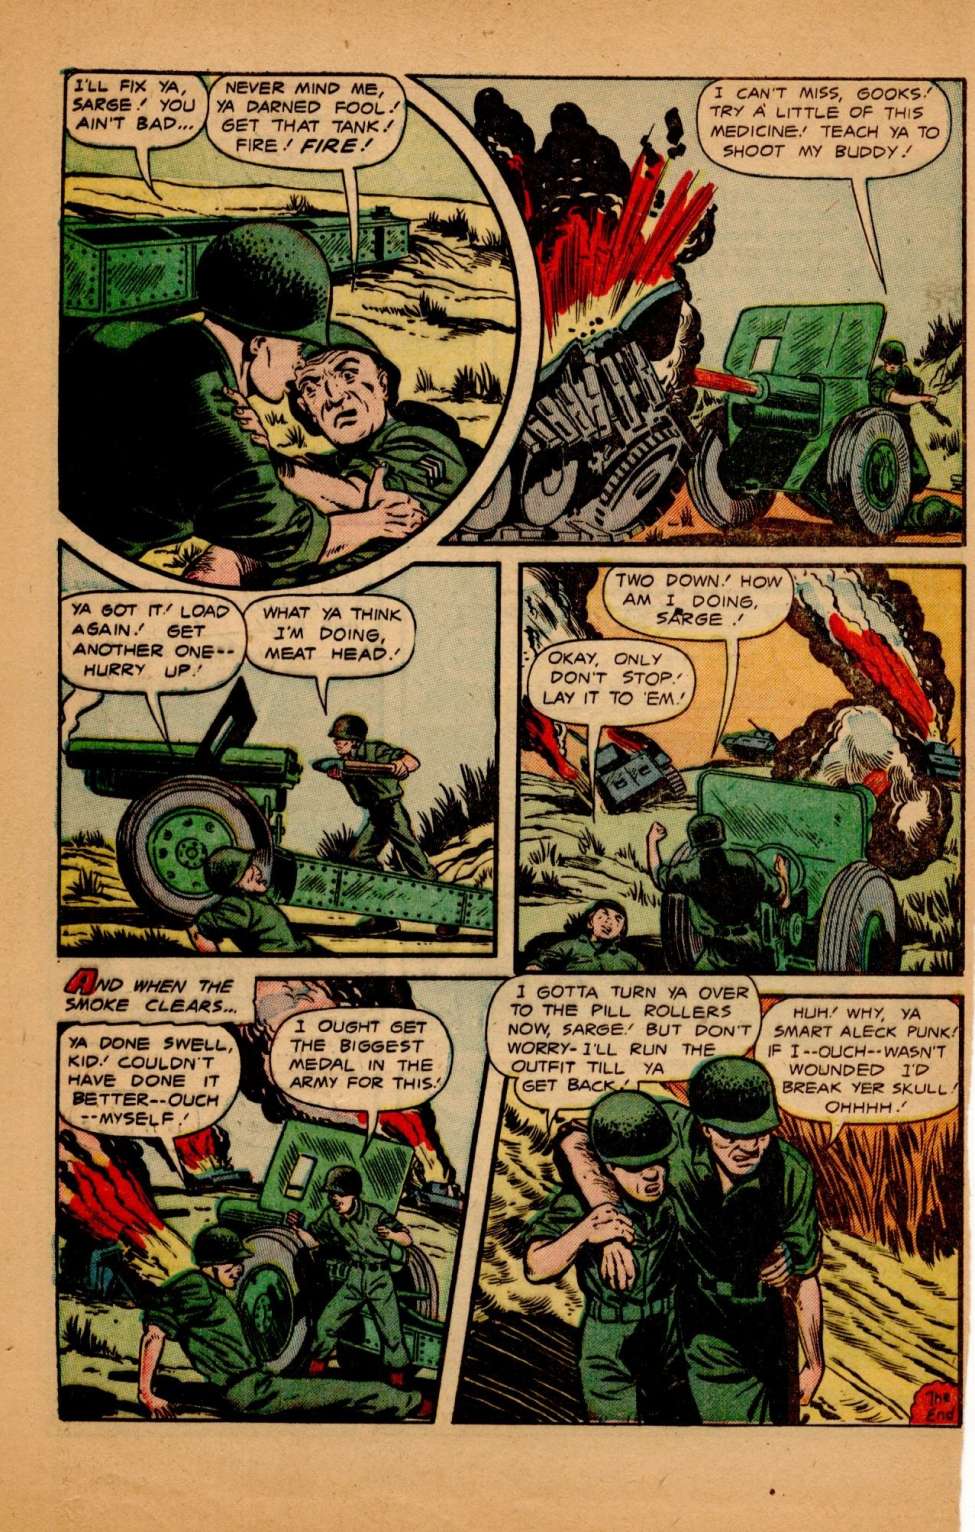 I'LL FIX YA,
SARGE! YOU
AIN'T BAD...
NEVER MIND ME,
YA DARNED FOOL!
GET THAT TANK!
FIRE! FIRE!
I CAN'T MISS, GOOKS!
TRY A LITTLE OF THIS
MEDICINE! TEACH YA TO
SHOOT MY BUDDY!
YA GOT IT! LOAD
AGAIN! GET
ANOTHER ONE--
HURRY UP!
WHAT YA THINK
I'M DOING,
MEAT HEAD!
TWO DOWN! HOW
AM I DOING,
SARGE!
OKAY, ONLY
DON'T STOP!
LAY IT TO 'EM!
AND WHEN THE
SMOKE CLEARS...
YA DONE SWELL,
KID! COULDN'T
HAVE DONE IT
BETTER--OUCH
--MYSELF!
I OUGHT GET
THE BIGGEST
MEDAL IN THE
ARMY FOR THIS!
I GOTTA TURN YA OVER
TO THE PILL ROLLERS
NOW, SARGE! BUT DON'T
WORRY-I'LL RUN THE
OUTFIT TILL YA
GET BACK!
HUH! WHY, YA
SMART ALECK PUNK!
IF I--OUCH--WASN'T
WOUNDED I'D
BREAK YER SKULL!
OHHHH!
The
End